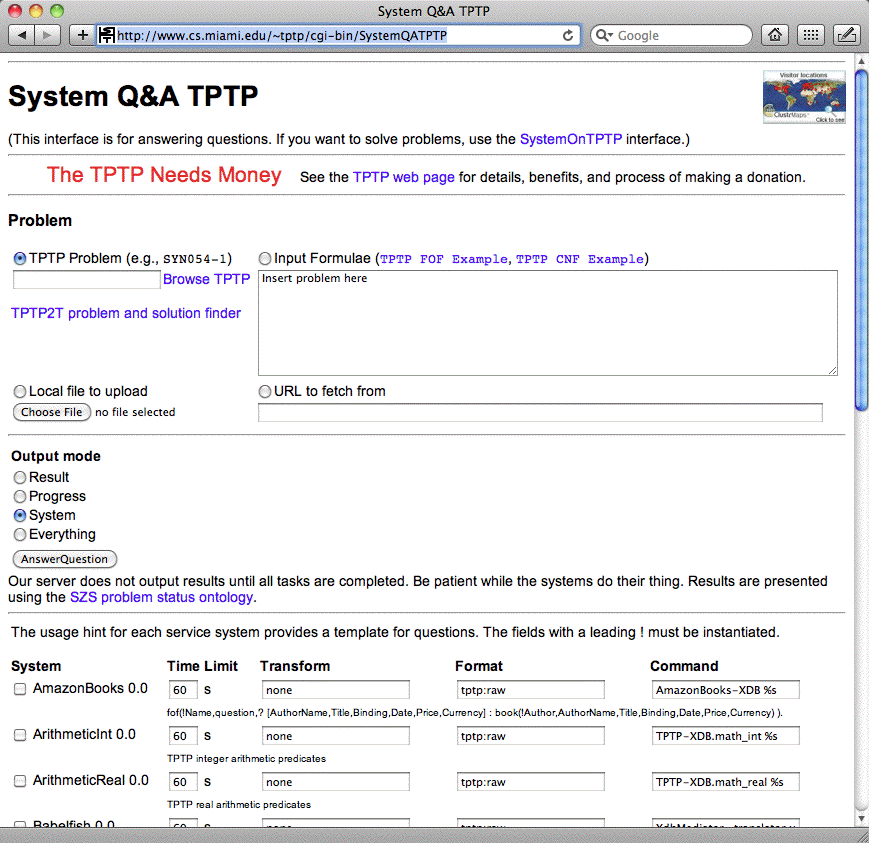 System Q&A TPTP
http://www.cs.miami.edu/~tptp/cgi-bin/SystemQATPTP
Google
Visitor locations
System Q&A TPTP
ClustrMaps
Click to see
(This interface is for answering questions. If you want to solve problems, use the SystemOnTPTP interface.)
The TPTP Needs Money See the TPTP web page for details, benefits, and process of making a donation.
Problem
TPTP Problem (e.g., SYN054-1) Input Formulae (TPTP FOF Example, TPTP CNF Example)
Browse TPTP Insert problem here
TPTP2T problem and solution finder
Local file to upload URL to fetch from
Choose File no file selected
Output mode
Result
Progress
System
Everything
AnswerQuestion
Our server does not output results until all tasks are completed. Be patient while the systems do their thing. Results are presented
using the SZS problem status ontology.
The usage hint for each service system provides a template for questions. The fields with a leading ! must be instantiated.
System Time Limit Transform Format Command
AmazonBooks 0.0 60 s none tptp:raw AmazonBooks-XDB %s
fof(!Name,question,? [AuthorName,Title,Binding,Date,Price,Currency] : book(!Author,AuthorName,Title,Binding,Date,Price,Currency) ).
ArithmeticInt 0.0 60 s none tptp:raw TPTP-XDB.math_int %s
TPTP integer arithmetic predicates
ArithmeticReal 0.0 60 s none tptp:raw TPTP-XDB.math_real %s
TPTP real arithmetic predicates
Babelfish 0.0 60 s none tptp:raw